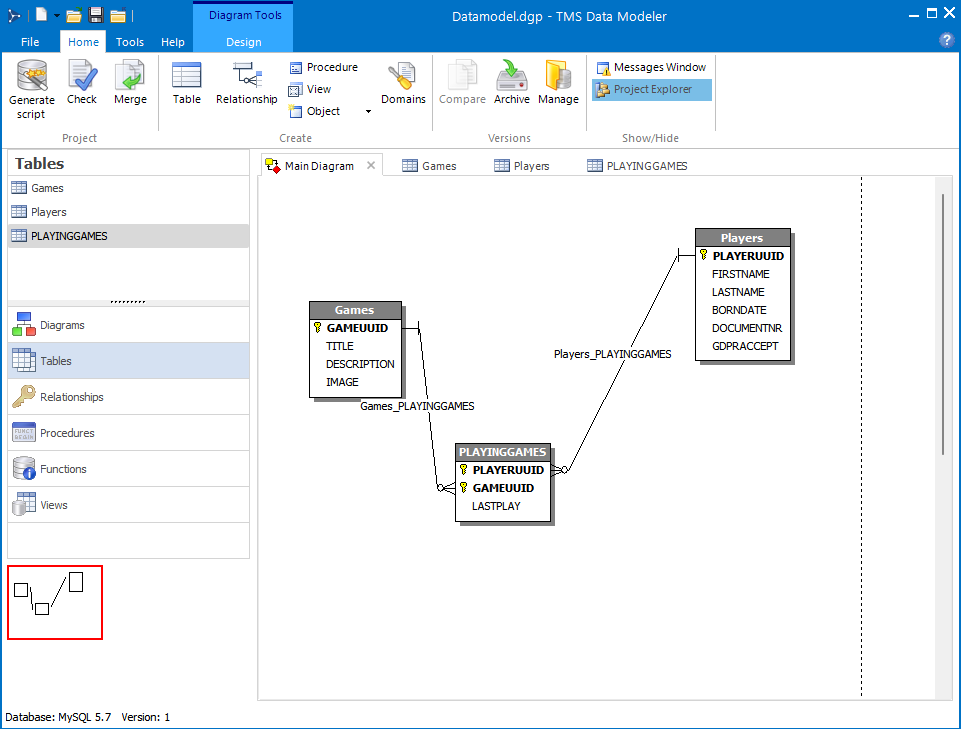 Diagram Tools
Datamodel.dgp - TMS Data Modeler
File Home Tools Help Design
?
Generate script
Check
Merge
Table
Relationship
Procedure
View
Object
Domains
Compare
Archive
Manage
Messages Window
Project Explorer
Project
Create
Versions
Show/Hide
Tables
Games
Players
PLAYINGGAMES
Diagrams
Tables
Relationships
Procedures
Functions
Views
Main Diagram
Games
Players
PLAYINGGAMES
Games
GAMEUUID
TITLE
DESCRIPTION
IMAGE
Games_PLAYINGGAMES
Players
PLAYERUUID
FIRSTNAME
LASTNAME
BORNDATE
DOCUMENTNR
GDPRACCEPT
Players_PLAYINGGAMES
PLAYINGGAMES
PLAYERUUID
GAMEUUID
LASTPLAY
Database: MySQL 5.7 Version: 1